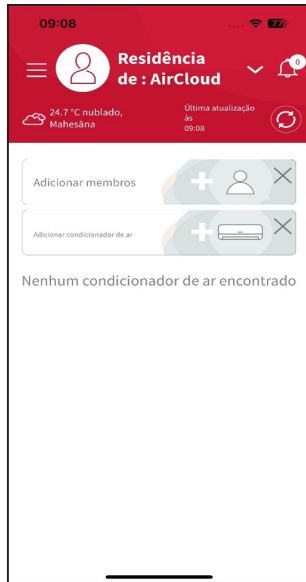 09:08
77
Residência
de : AirCloud
0
24.7 °C nublado,
Mahesāna
Última atualização
às
09:08
Adicionar membros
Adicionar condicionador de ar
Nenhum condicionador de ar encontrado